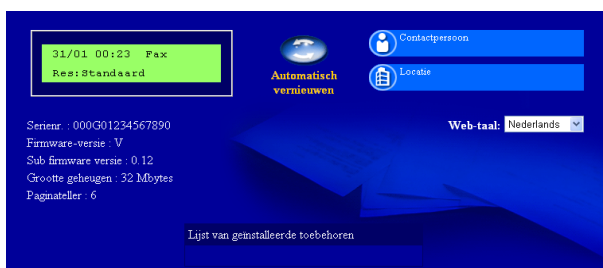 31/01 00:23 Fax
Res:Standaard
Automatisch
vernieuwen
Contactpersoon
Locatie
Serienr. : 000G01234567890
Web-taal: Nederlands
Firmware-versie : V
Sub firmware versie : 0.12
Grootte geheugen : 32 Mbytes
Paginateller : 6
Lijst van geïnstalleerde toebehoren